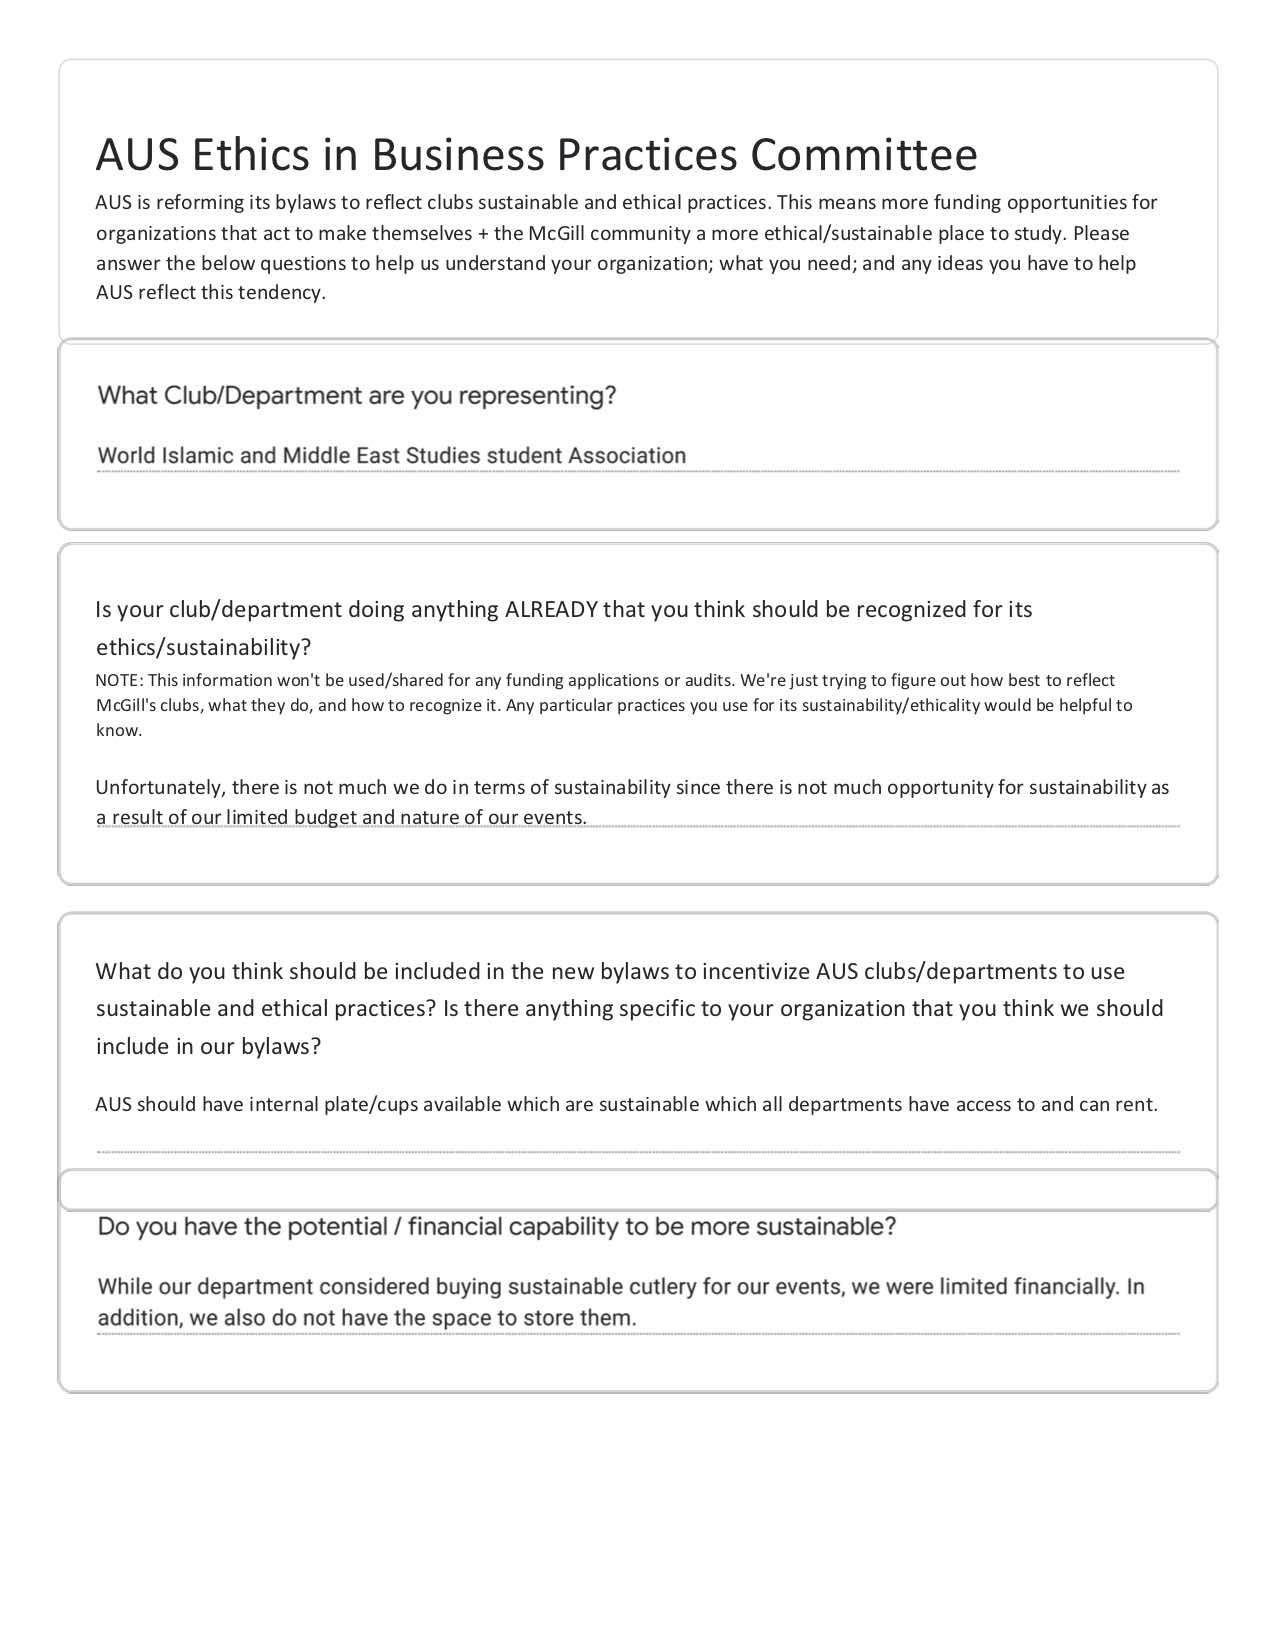 AUS Ethics in Business Practices Committee
AUS is reforming its bylaws to reflect clubs sustainable and ethical practices. This means more funding opportunities for
organizations that act to make themselves + the McGill community a more ethical/sustainable place to study. Please
answer the below questions to help us understand your organization; what you need; and any ideas you have to help
AUS reflect this tendency.
What Club/Department are you representing?
World Islamic and Middle East Studies student Association
Is your club/department doing anything ALREADY that you think should be recognized for its
ethics/sustainability?
NOTE: This information won't be used/shared for any funding applications or audits. We're just trying to figure out how best to reflect
McGill's clubs, what they do, and how to recognize it. Any particular practices you use for its sustainability/ethicality would be helpful to
know.
Unfortunately, there is not much we do in terms of sustainability since there is not much opportunity for sustainability as
a result of our limited budget and nature of our events.
What do you think should be included in the new bylaws to incentivize AUS clubs/departments to use
sustainable and ethical practices? Is there anything specific to your organization that you think we should
include in our bylaws?
AUS should have internal plate/cups available which are sustainable which all departments have access to and can rent.
Do you have the potential / financial capability to be more sustainable?
While our department considered buying sustainable cutlery for our events, we were limited financially. In
addition, we also do not have the space to store them.